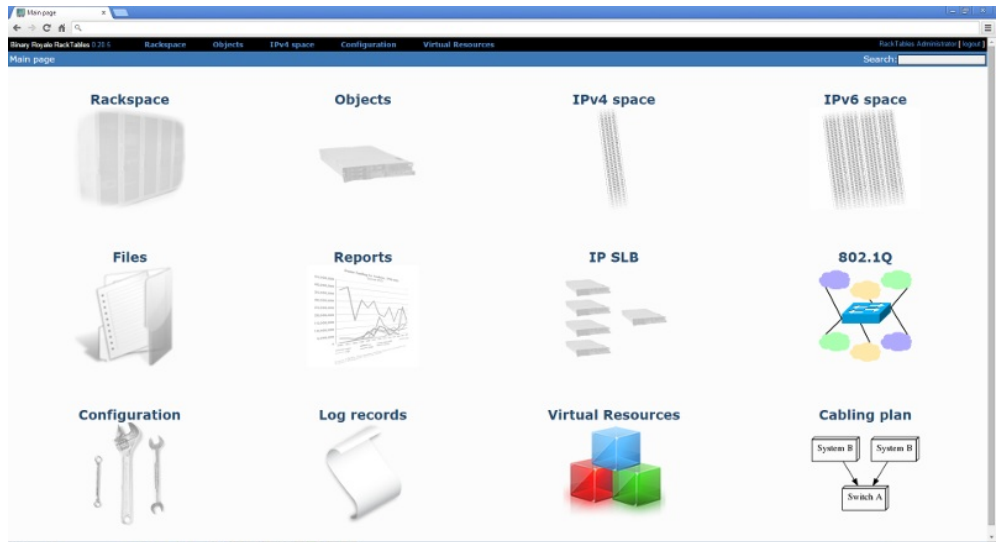 Main page
Binary Royale RackTables 0.20.6 Rackspace Objects IPv4 space Configuration Virtual Resources RackTables Administrator [ logout ]
Main page Search:
Rackspace Objects IPv4 space IPv6 space
Files Reports IP SLB 802.1Q
Configuration Log records Virtual Resources Cabling plan
System B System B
Switch A